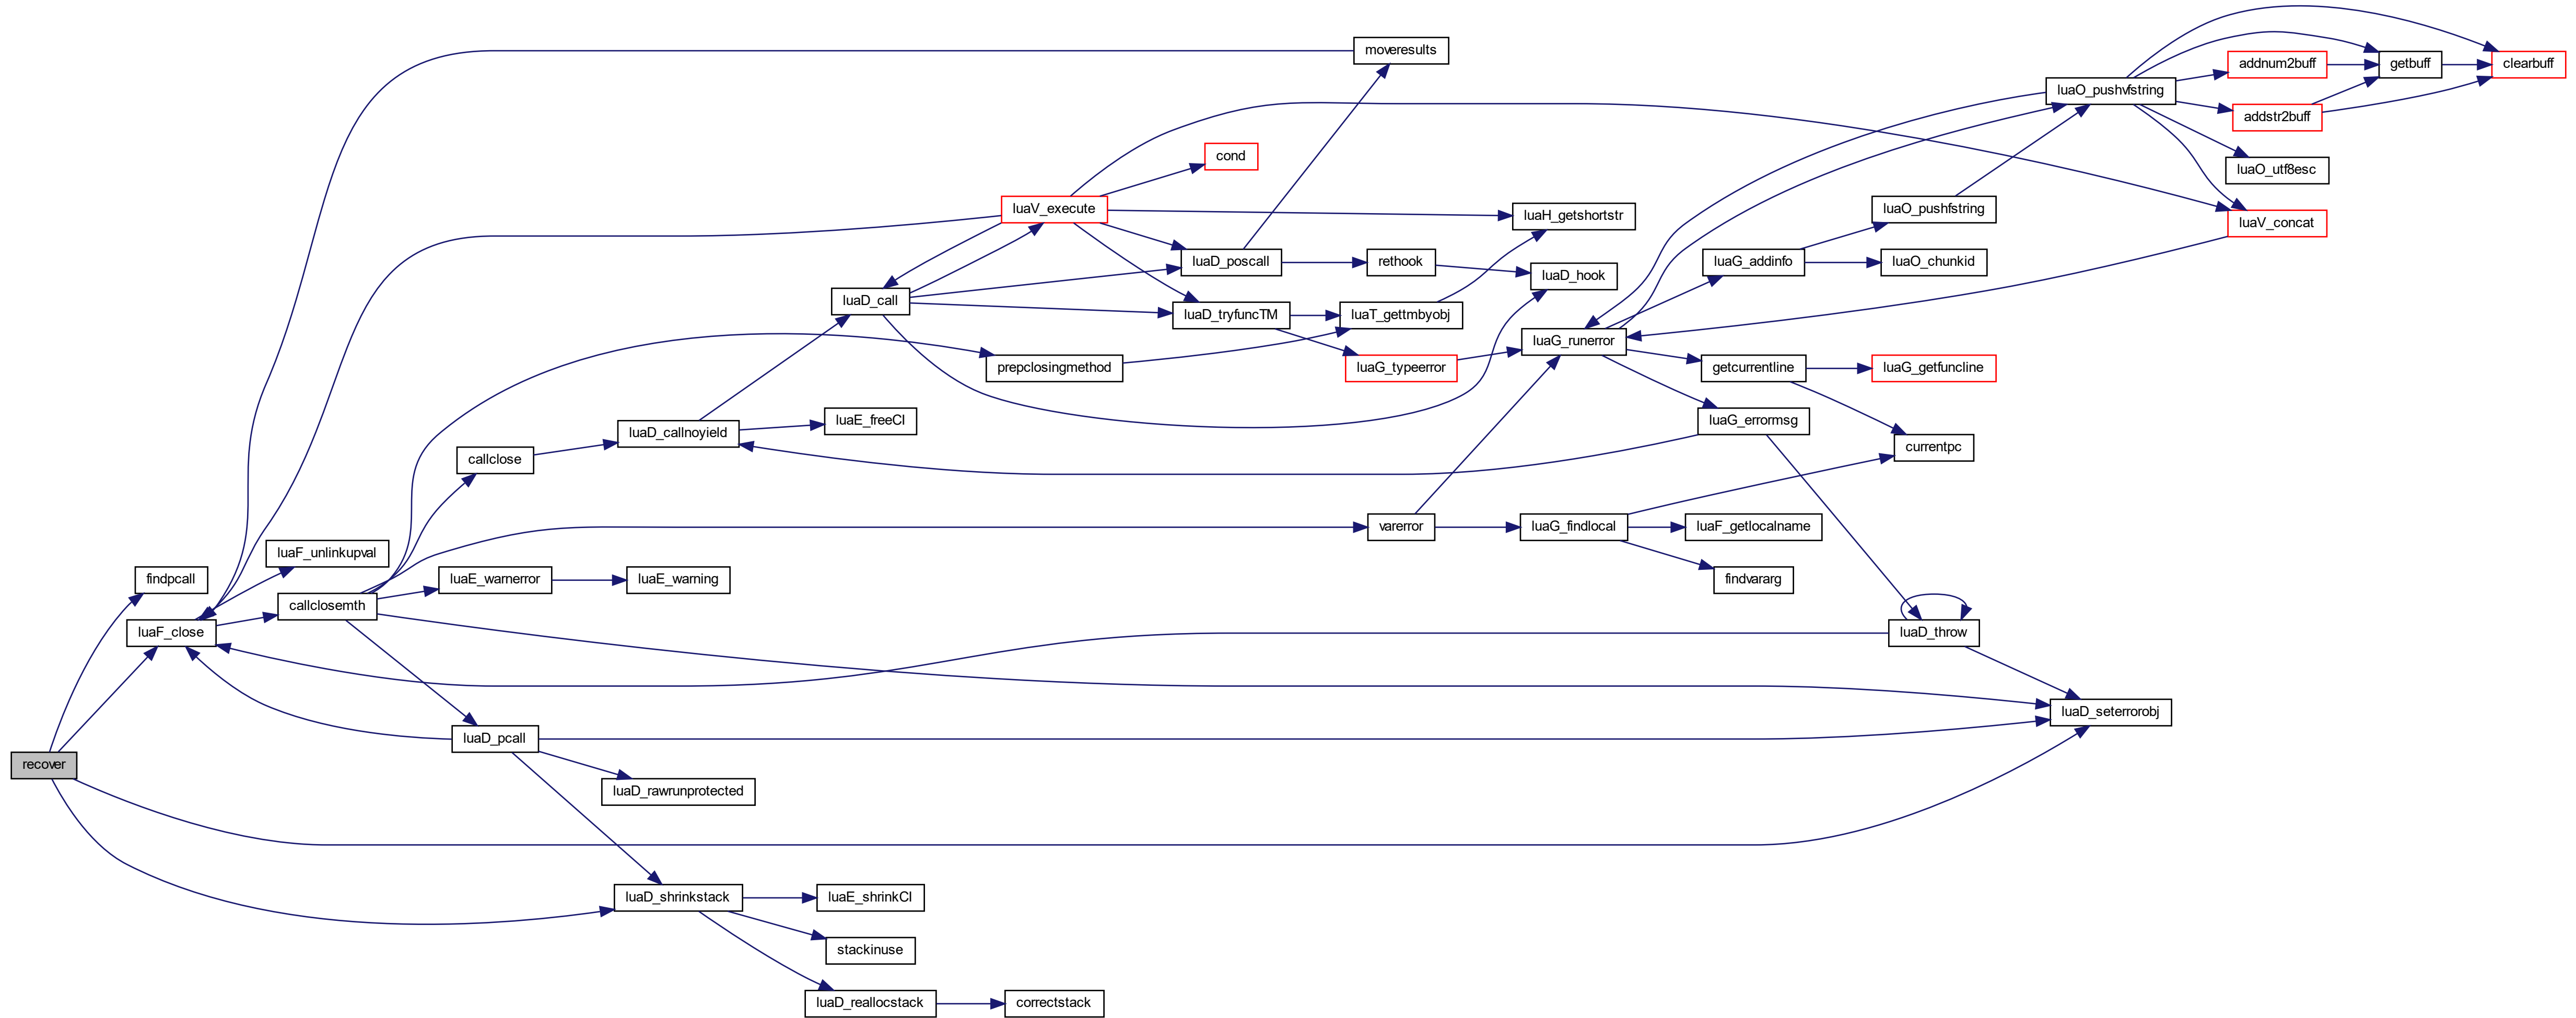 moveresults
addnum2buff
getbuff
clearbuff
luaO_pushvfstring
addstr2buff
cond
luaO_utf8esc
luaV_execute
luaH_getshortstr
luaO_pushfstring
luaV_concat
luaD_poscall
rethook
luaD_hook
luaG_addinfo
luaO_chunkid
luaD_call
luaD_tryfuncTM
luaT_gettmbyobj
luaG_runerror
prepclosingmethod
luaG_typeerror
getcurrentline
luaG_getfuncline
luaE_freeCI
luaG_errormsg
luaD_callnoyield
callclose
currentpc
varerror
luaG_findlocal
luaF_getlocalname
luaF_unlinkupval
findpcall
luaE_warnerror
luaE_warning
findvararg
callclosemth
luaF_close
luaD_throw
luaD_seterrorobj
luaD_pcall
recover
luaD_rawrunprotected
luaD_shrinkstack
luaE_shrinkCI
stackinuse
luaD_reallocstack
correctstack